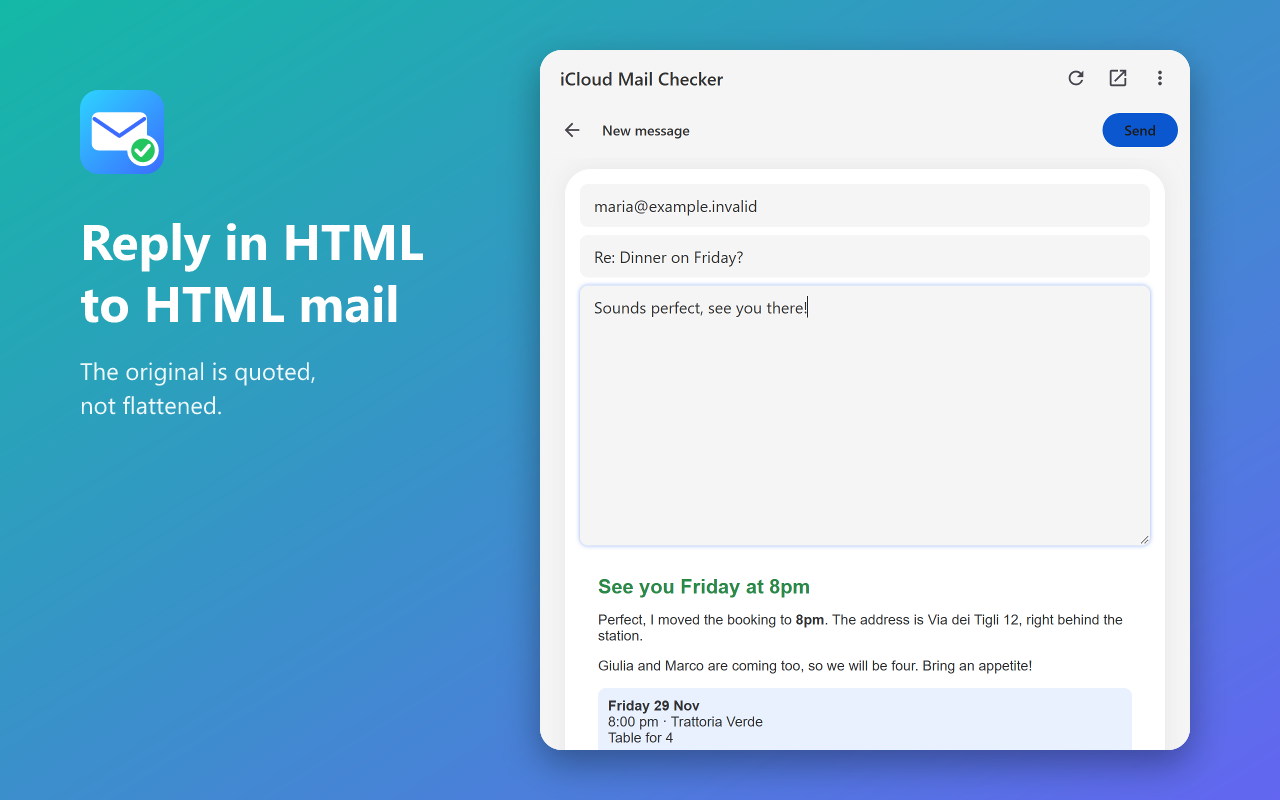 Reply in HTML
to HTML mail
The original is quoted,
not flattened.
iCloud Mail Checker
New message
Send
maria@example.invalid
Re: Dinner on Friday?
Sounds perfect, see you there!
See you Friday at 8pm
Perfect, I moved the booking to 8pm. The address is Via dei Tigli 12, right behind the
station.
Giulia and Marco are coming too, so we will be four. Bring an appetite!
Friday 29 Nov
8:00 pm · Trattoria Verde
Table for 4